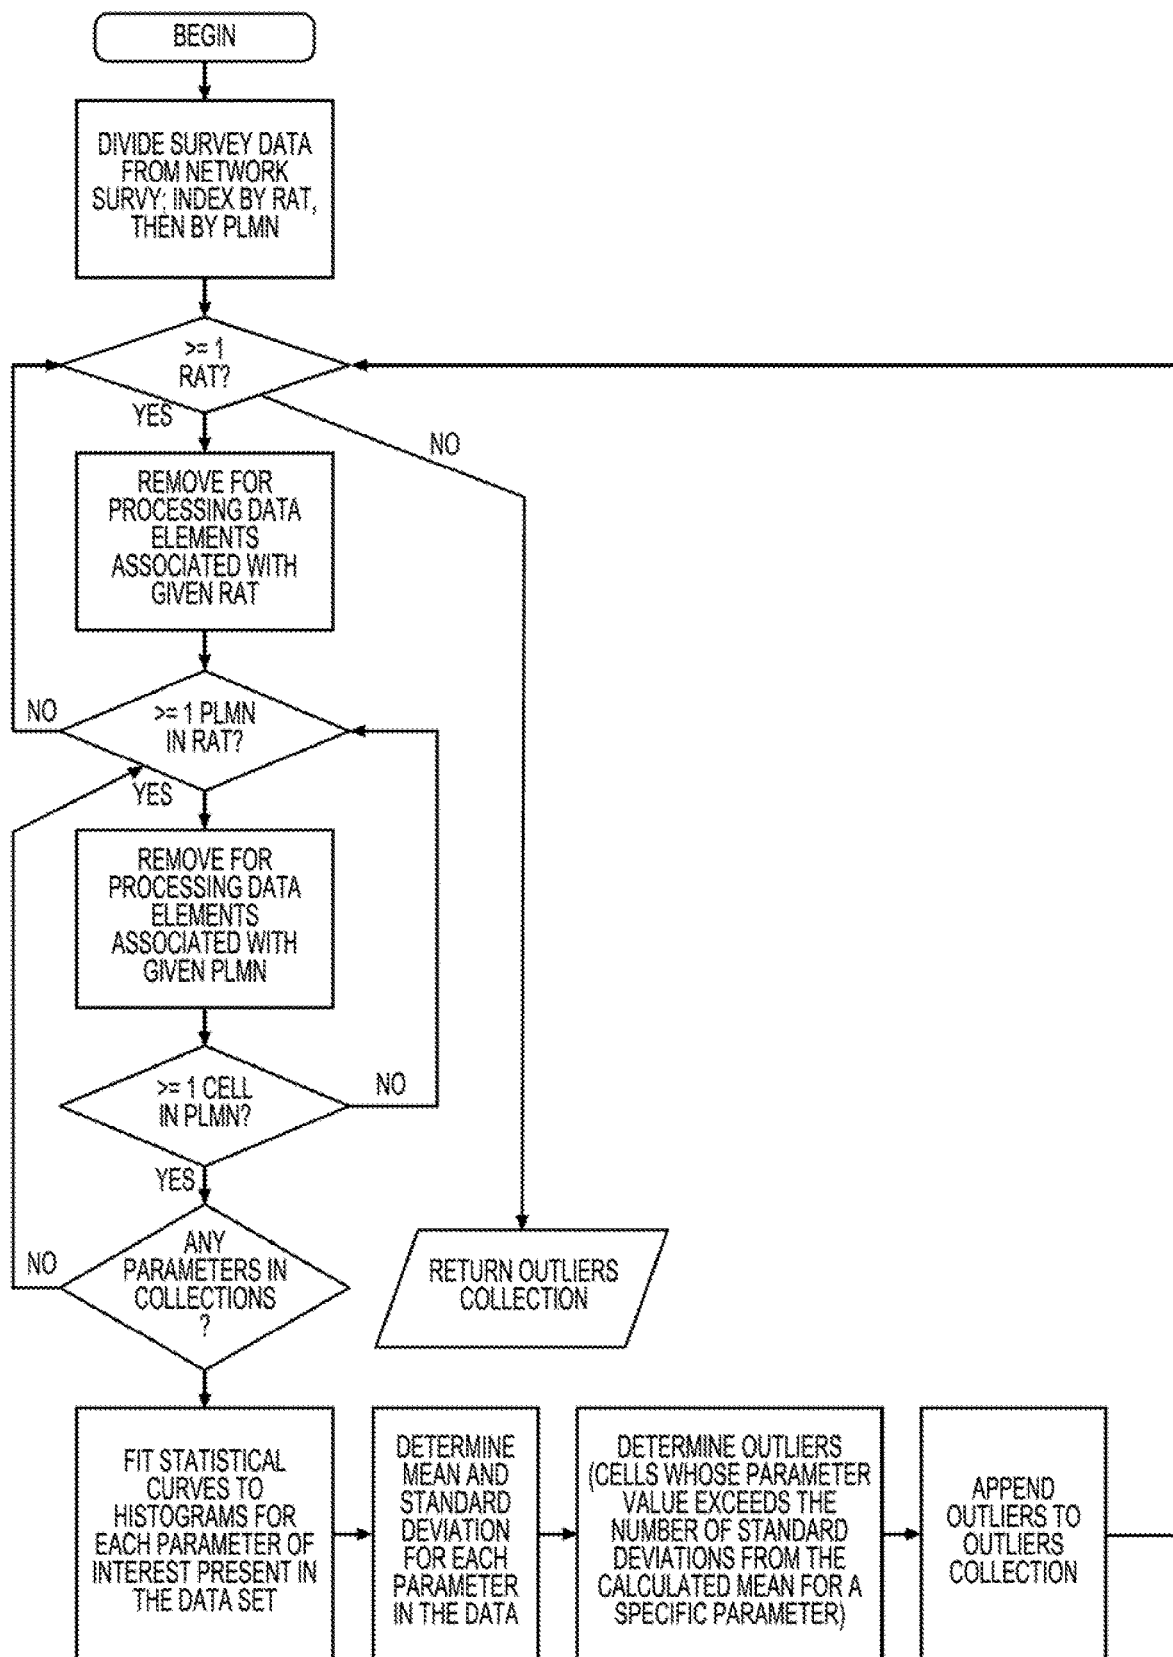 BEGIN
DIVIDE SURVEY DATA
FROM NETWORK
SURVY; INDEX BY RAT,
THEN BY PLMN
>= 1
RAT?
YES
NO
REMOVE FOR
PROCESSING DATA
ELEMENTS
ASSOCIATED WITH
GIVEN RAT
NO
>= 1 PLMN
IN RAT?
YES
REMOVE FOR
PROCESSING DATA
ELEMENTS
ASSOCIATED WITH
GIVEN PLMN
>= 1 CELL
IN PLMN?
NO
YES
NO
ANY
PARAMETERS IN
COLLECTIONS
?
RETURN OUTLIERS
COLLECTION
FIT STATISTICAL
CURVES TO
HISTOGRAMS FOR
EACH PARAMETER OF
INTEREST PRESENT IN
THE DATA SET
DETERMINE
MEAN AND
STANDARD
DEVIATION
FOR EACH
PARAMETER
IN THE DATA
DETERMINE OUTLIERS
(CELLS WHOSE PARAMETER
VALUE EXCEEDS THE
NUMBER OF STANDARD
DEVIATIONS FROM THE
CALCULATED MEAN FOR A
SPECIFIC PARAMETER)
APPEND
OUTLIERS TO
OUTLIERS
COLLECTION